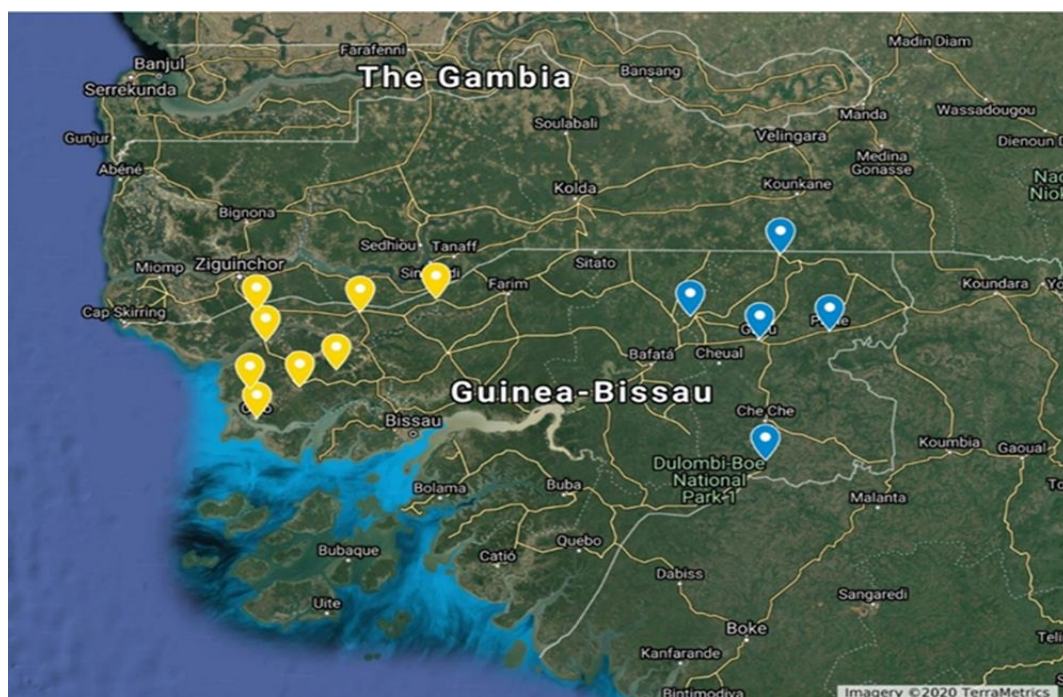 Madin Diam
Farafenni
Banjul
Serrekunda
The Gambia
Bansang
Manda
Wassadougou
Soulabali
Gunjur
Velingara
Dienoun
Abéné
Medina
Gonasse
Kolda
Kounkane
Bignona
Sedhiou
Tanaff
Miomp
Ziguinchor
Sitato
Cap Skirring
Farim
Koundara
Bafatá
Cheual
Guinea-Bissau
Che Che
Bissau
Koumbia
Gaoual
Dulombi-Boe
National
Park 1
Bolama
Buba
Malanta
Bubaque
Catió
Quebo
Dabiss
Uite
Sangaredi
Boke
Kanfarande
Bintimodiya
Imagery ©2020 TerraMetrics